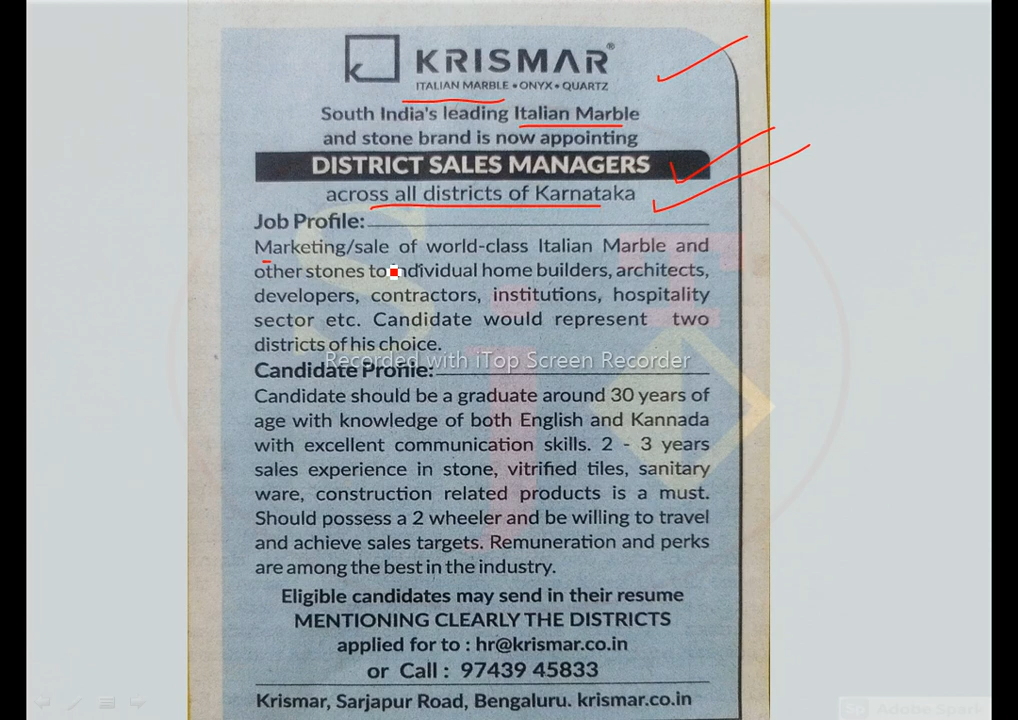 KRISMAR®
ITALIAN MARBLE • ONYX • QUARTZ
South India's leading Italian Marble
and stone brand is now appointing
DISTRICT SALES MANAGERS
across all districts of Karnataka
Job Profile:
Marketing/sale of world-class Italian Marble and
other stones to individual home builders, architects,
developers, contractors, institutions, hospitality
sector etc. Candidate would represent two
districts of his choice.
Recorded with iTop Screen Recorder
Candidate Profile:
Candidate should be a graduate around 30 years of
age with knowledge of both English and Kannada
with excellent communication skills. 2 - 3 years
sales experience in stone, vitrified tiles, sanitary
ware, construction related products is a must.
Should possess a 2 wheeler and be willing to travel
and achieve sales targets. Remuneration and perks
are among the best in the industry.
Eligible candidates may send in their resume
MENTIONING CLEARLY THE DISTRICTS
applied for to : hr@krismar.co.in
or Call : 97439 45833
Krismar, Sarjapur Road, Bengaluru. krismar.co.in
Sp Adobe Spark